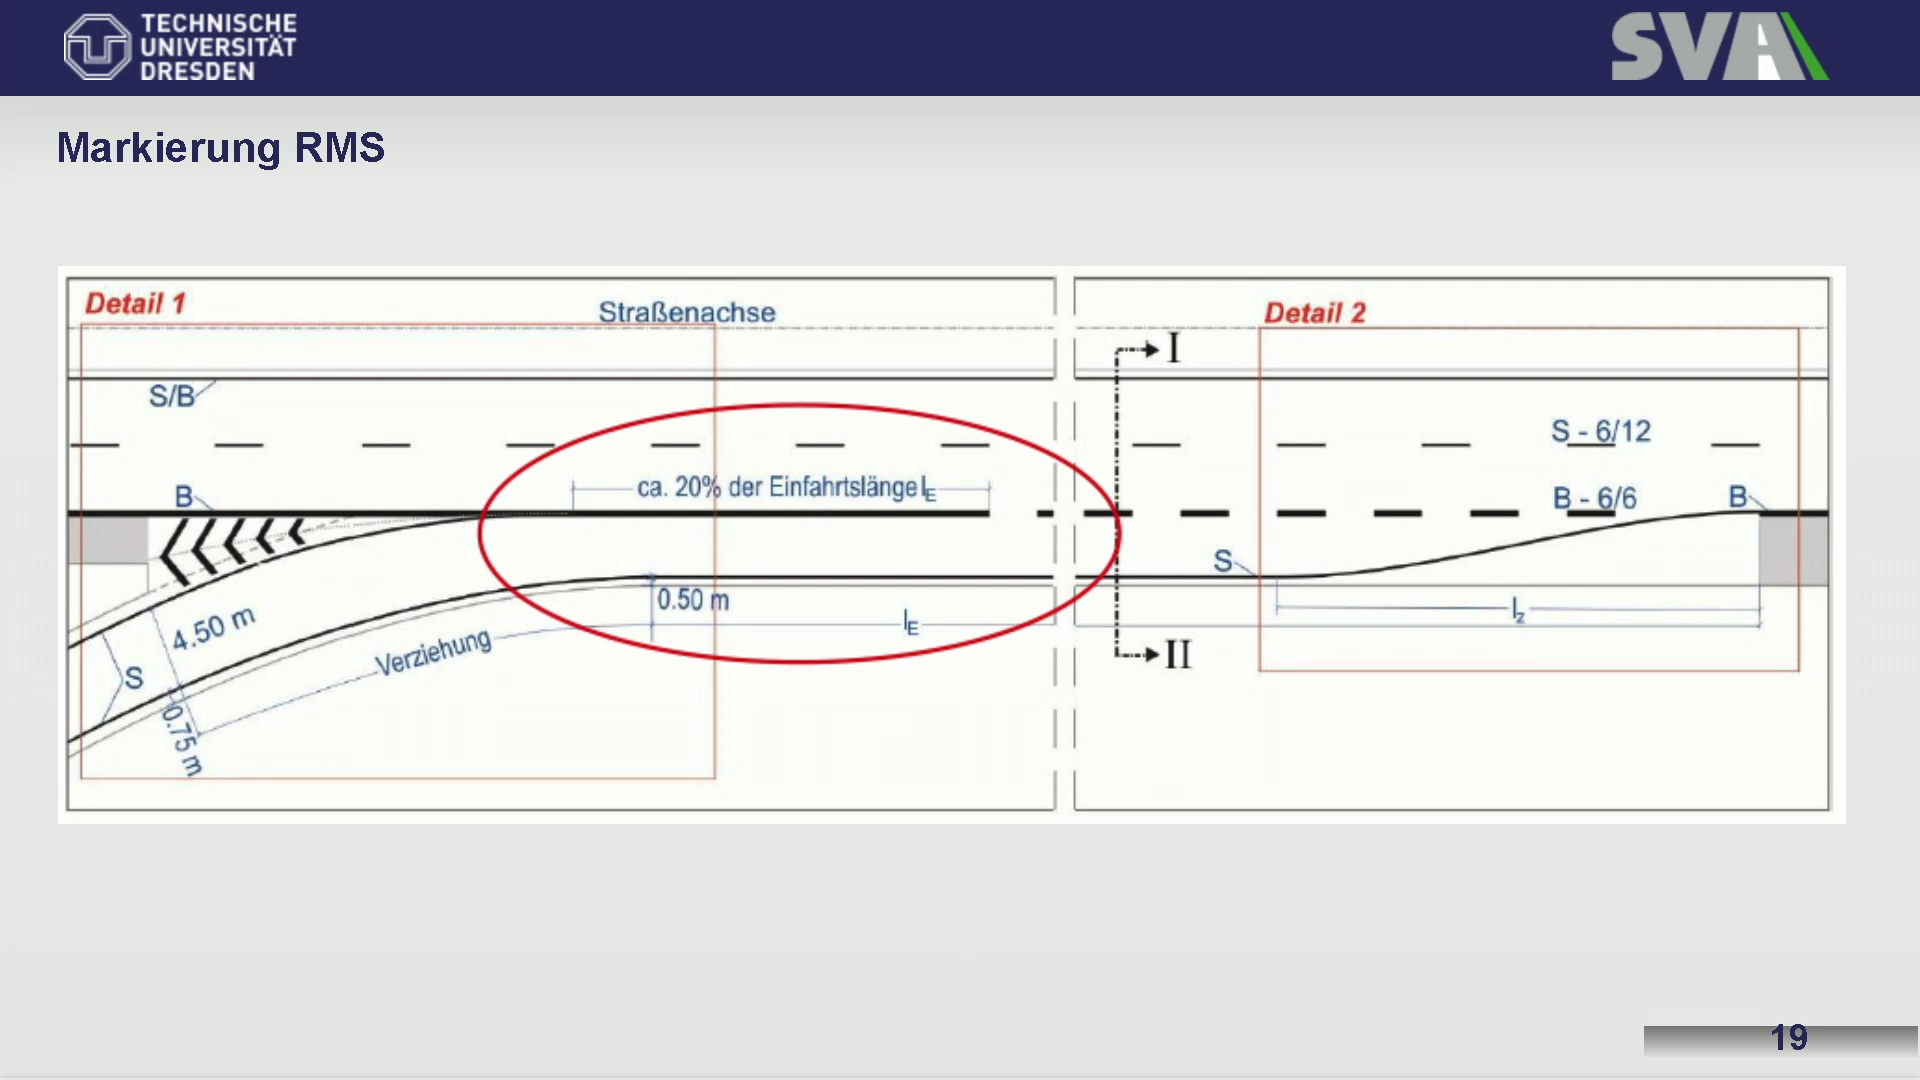 TECHNISCHE
UNIVERSITÄT
DRESDEN
SVA
Markierung RMS
Detail 1
Straßenachse
Detail 2
I
S/B
S - 6/12
ca. 20% der Einfahrtslänge lE
B
B - 6/6
B
S
0.50 m
lE
lz
4.50 m
Verziehung
II
S
0.75 m
19